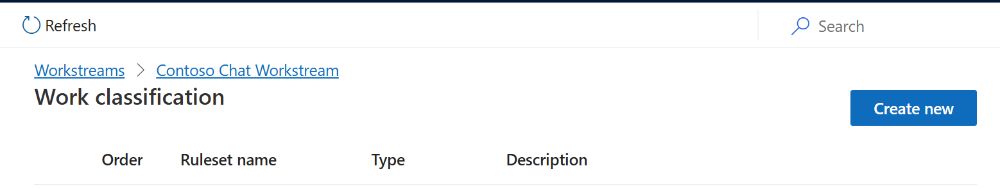 Refresh
Search
Workstreams > Contoso Chat Workstream
Work classification
Create new
Order Ruleset name Type Description